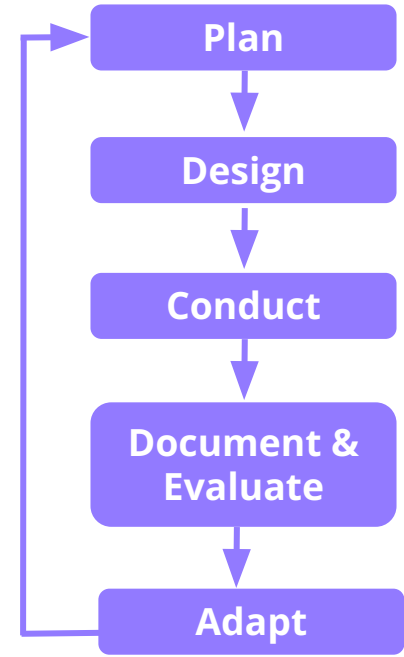 Plan
Design
Conduct
Document &
Evaluate
Adapt